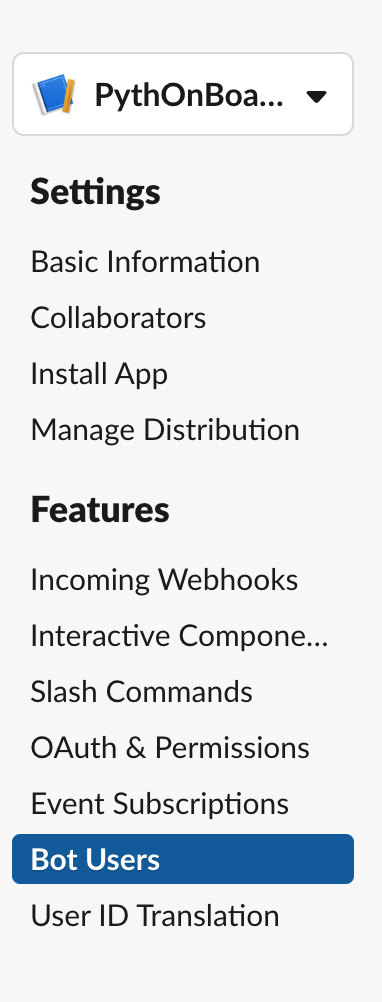 PythOnBoa...
Settings
Basic Information
Collaborators
Install App
Manage Distribution
Features
Incoming Webhooks
Interactive Compone...
Slash Commands
OAuth & Permissions
Event Subscriptions
Bot Users
User ID Translation